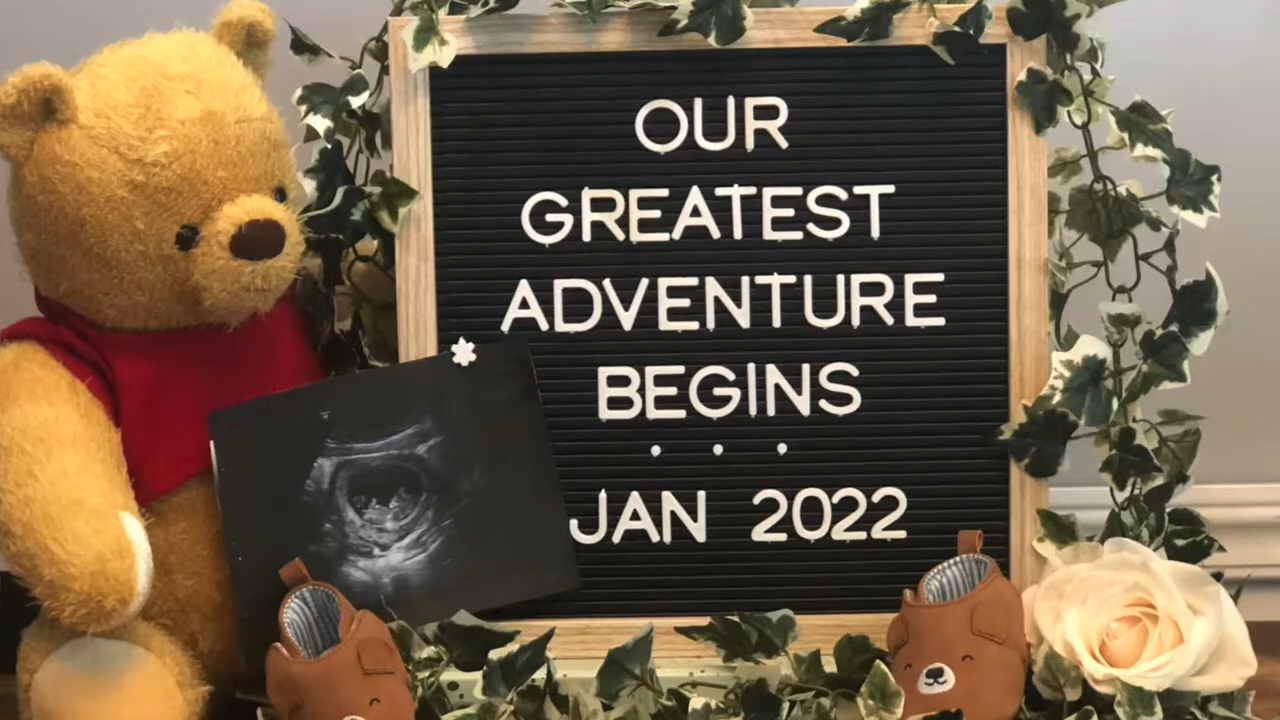 OUR
GREATEST
ADVENTURE
BEGINS
. . .
JAN 2022